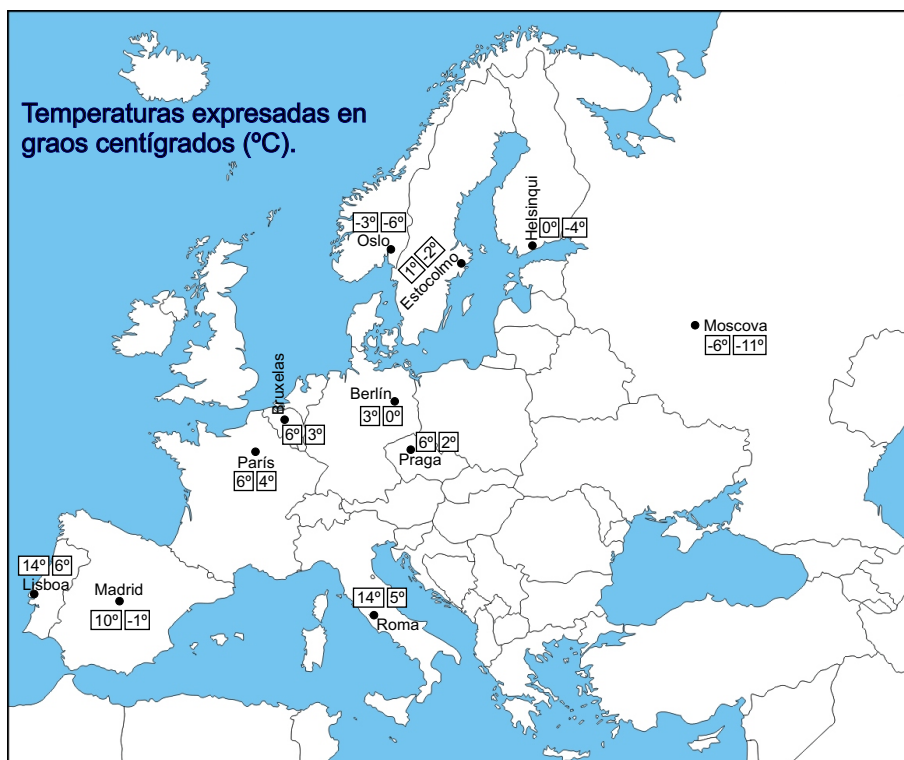 Temperaturas expresadas en
graos centígrados (ºC).
Helsinqui
0º -4º
-3º -6º
Oslo
1º -2º
Estocolmo
Moscova
-6º -11º
Bruxelas
6º 3º
Berlín
3º 0º
6º 2º
Praga
París
6º 4º
14º 6º
Lisboa
Madrid
10º -1º
14º 5º
Roma